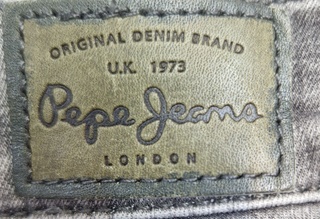 ORIGINAL DENIM BRAND
U.K. 1973
Pepe Jeans
LONDON